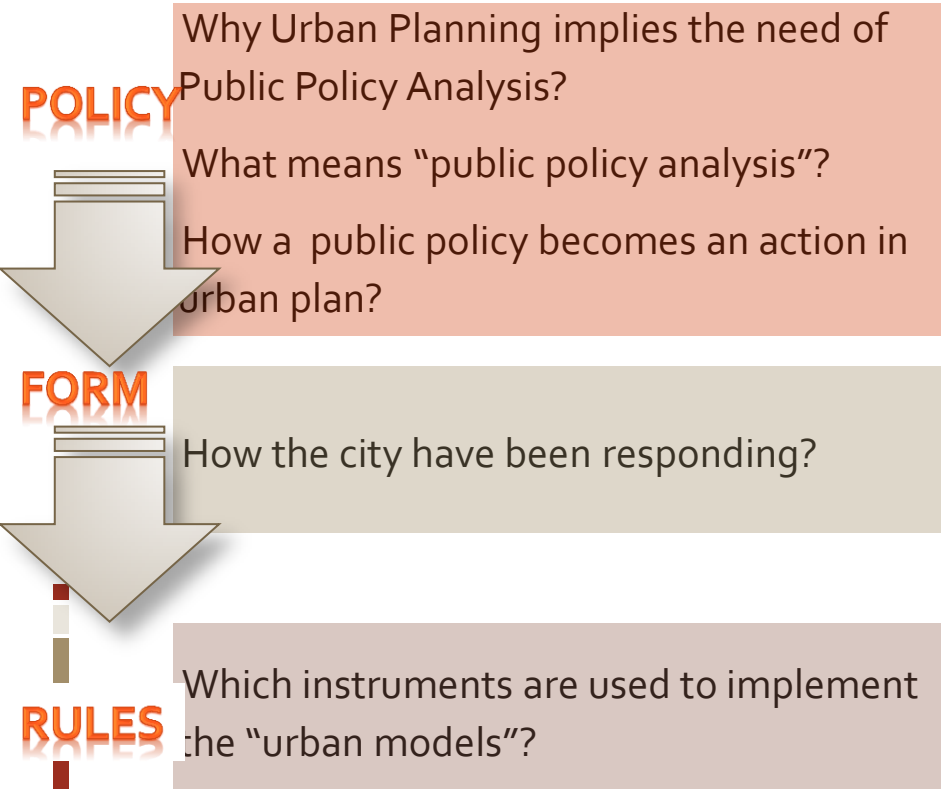 Why Urban Planning implies the need of
POLICY
Public Policy Analysis?
What means “public policy analysis”?
How a public policy becomes an action in
urban plan?
FORM
How the city have been responding?
Which instruments are used to implement
RULES
the “urban models”?